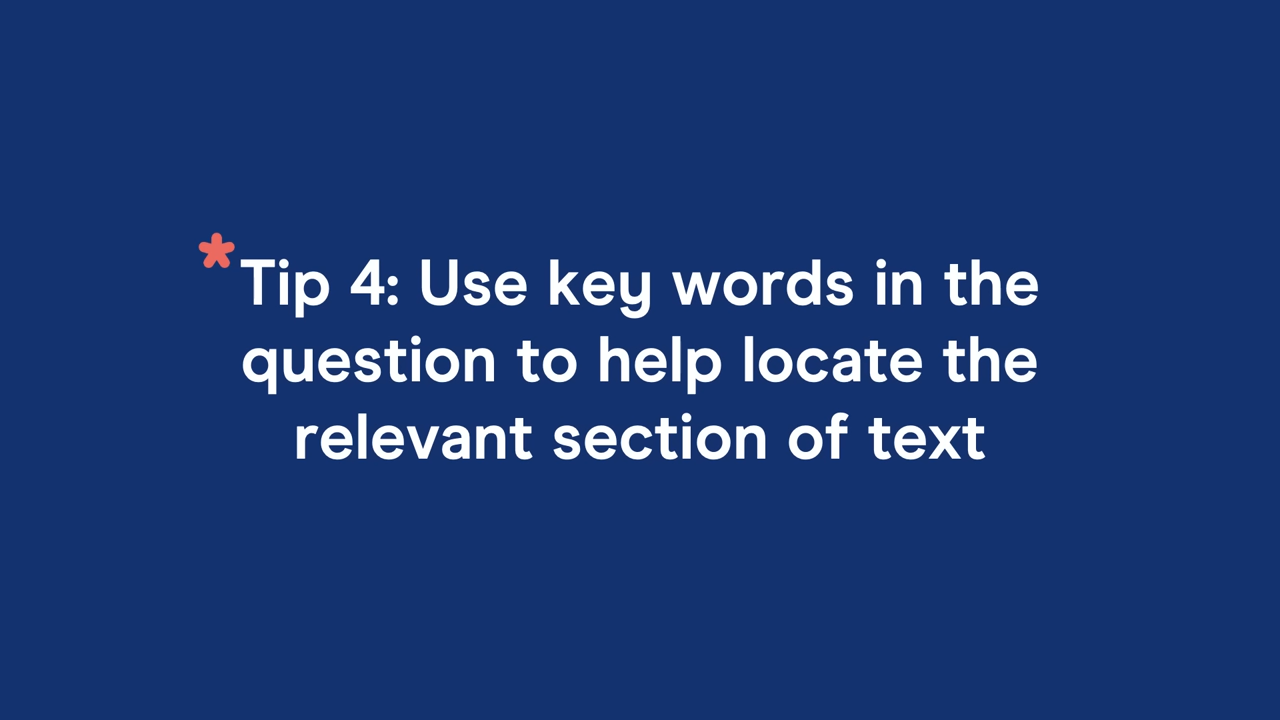 *Tip 4: Use key words in the
question to help locate the
relevant section of text